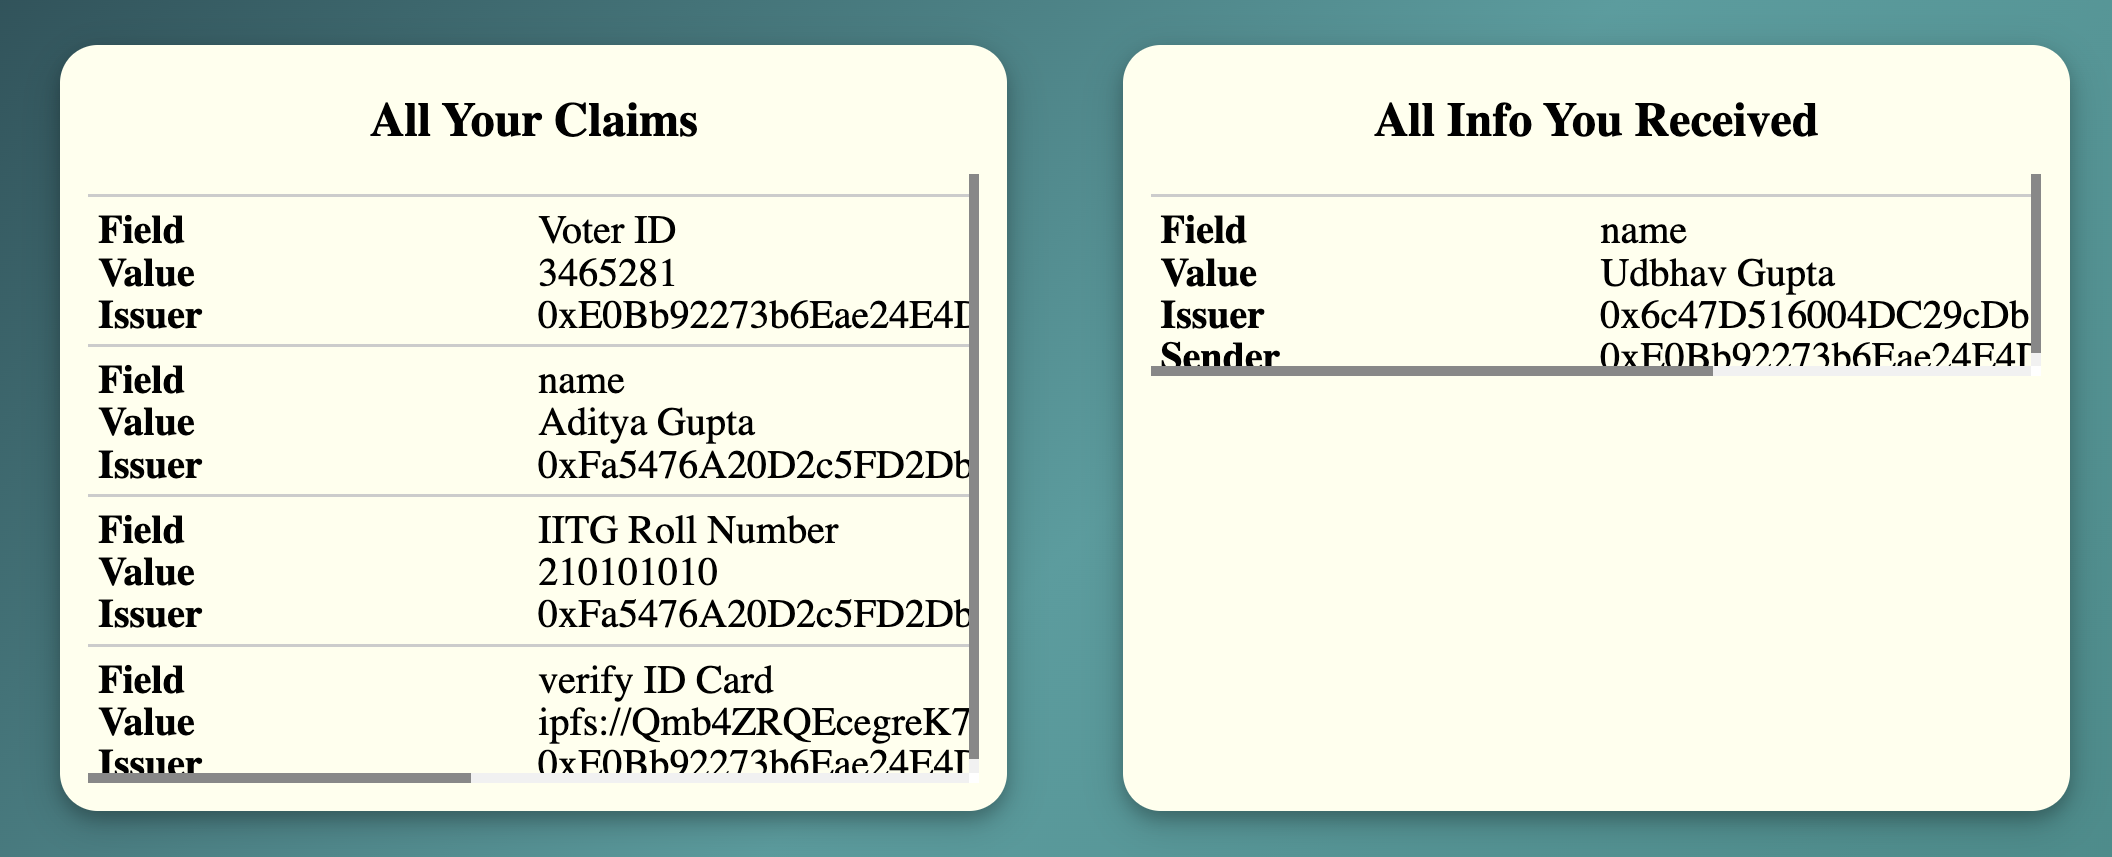 All Your Claims
Field Voter ID
Value 3465281
Issuer 0xE0Bb92273b6Eae24E4D
Field name
Value Aditya Gupta
Issuer 0xFa5476A20D2c5FD2Db
Field IITG Roll Number
Value 210101010
Issuer 0xFa5476A20D2c5FD2Db
Field verify ID Card
Value ipfs://Qmb4ZRQEcegreK7
Issuer 0xE0Bb92273b6Eae24E4D
All Info You Received
Field name
Value Udbhav Gupta
Issuer 0x6c47D516004DC29cDb
Sender 0xE0Bb92273b6Eae24E4D